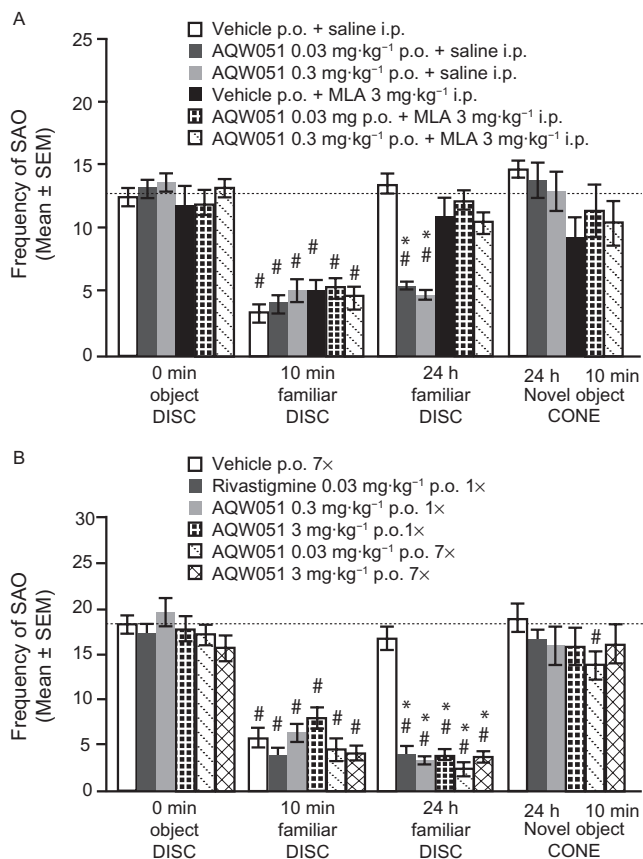 A
Vehicle p.o. + saline i.p.
AQW051 0.03 mg·kg⁻¹ p.o. + saline i.p.
AQW051 0.3 mg·kg⁻¹ p.o. + saline i.p.
Vehicle p.o. + MLA 3 mg·kg⁻¹ i.p.
AQW051 0.03 mg p.o. + MLA 3 mg·kg⁻¹ i.p.
AQW051 0.3 mg·kg⁻¹ p.o. + MLA 3 mg·kg⁻¹ i.p.
Frequency of SAO
(Mean ± SEM)
25
20
15
10
5
0
# # # # # #
* *
# #
0 min 10 min 24 h 24 h 10 min
object familiar familiar Novel object
DISC DISC DISC CONE
B
Vehicle p.o. 7×
Rivastigmine 0.03 mg·kg⁻¹ p.o. 1×
AQW051 0.3 mg·kg⁻¹ p.o. 1×
AQW051 3 mg·kg⁻¹ p.o.1×
AQW051 0.03 mg·kg⁻¹ p.o. 7×
AQW051 3 mg·kg⁻¹ p.o. 7×
Frequency of SAO
(Mean ± SEM)
30
25
20
15
10
5
0
# # # # # #
* * * * *
# # # # #
#
0 min 10 min 24 h 24 h 10 min
object familiar familiar Novel object
DISC DISC DISC CONE